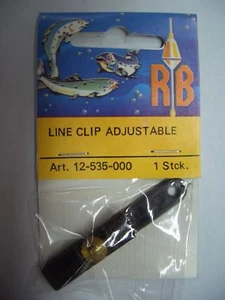 RB
LINE CLIP ADJUSTABLE
Art. 12-535-000 1 Stck.